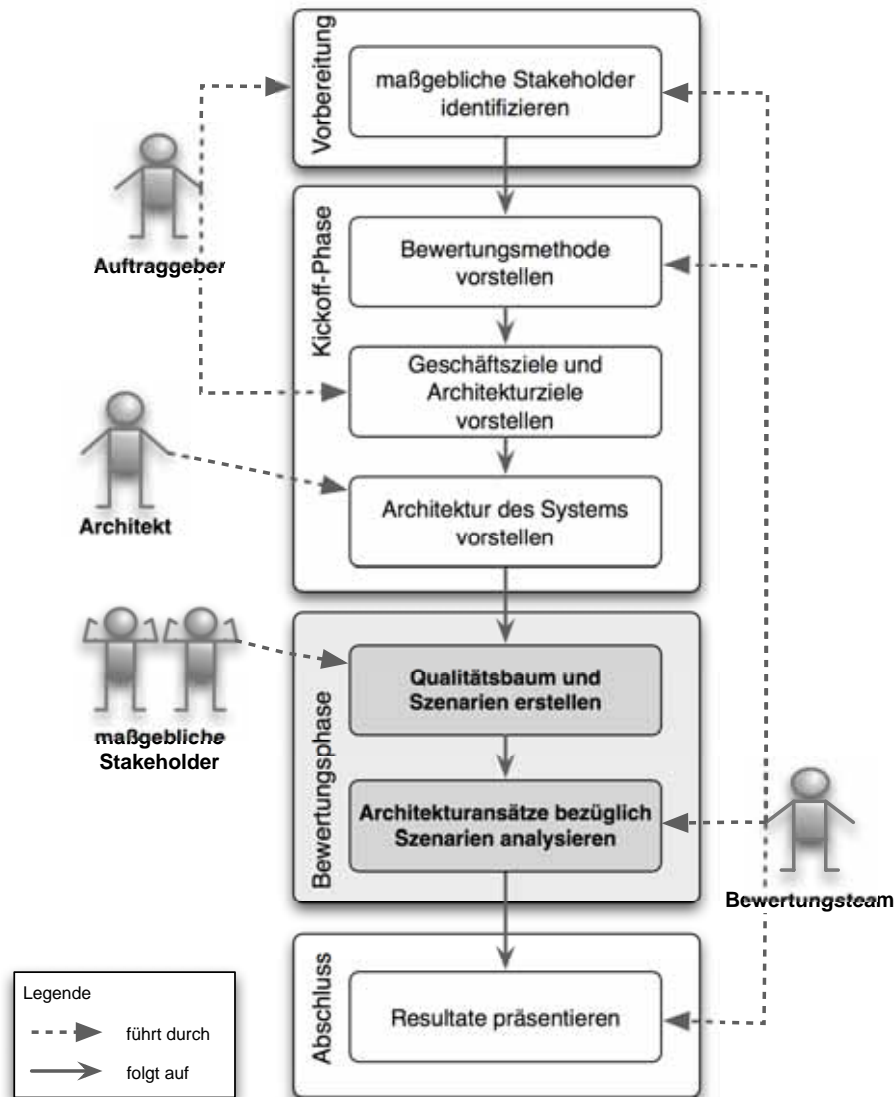 Vorbereitung
maßgebliche Stakeholder
identifizieren
Auftraggeber
Kickoff-Phase
Bewertungsmethode
vorstellen
Geschäftsziele und
Architekturziele
vorstellen
Architekt
Architektur des Systems
vorstellen
maßgebliche
Stakeholder
Bewertungsphase
Qualitätsbaum und
Szenarien erstellen
Architekturansätze bezüglich
Szenarien analysieren
Bewertungsteam
Abschluss
Resultate präsentieren
Legende
führt durch
folgt auf